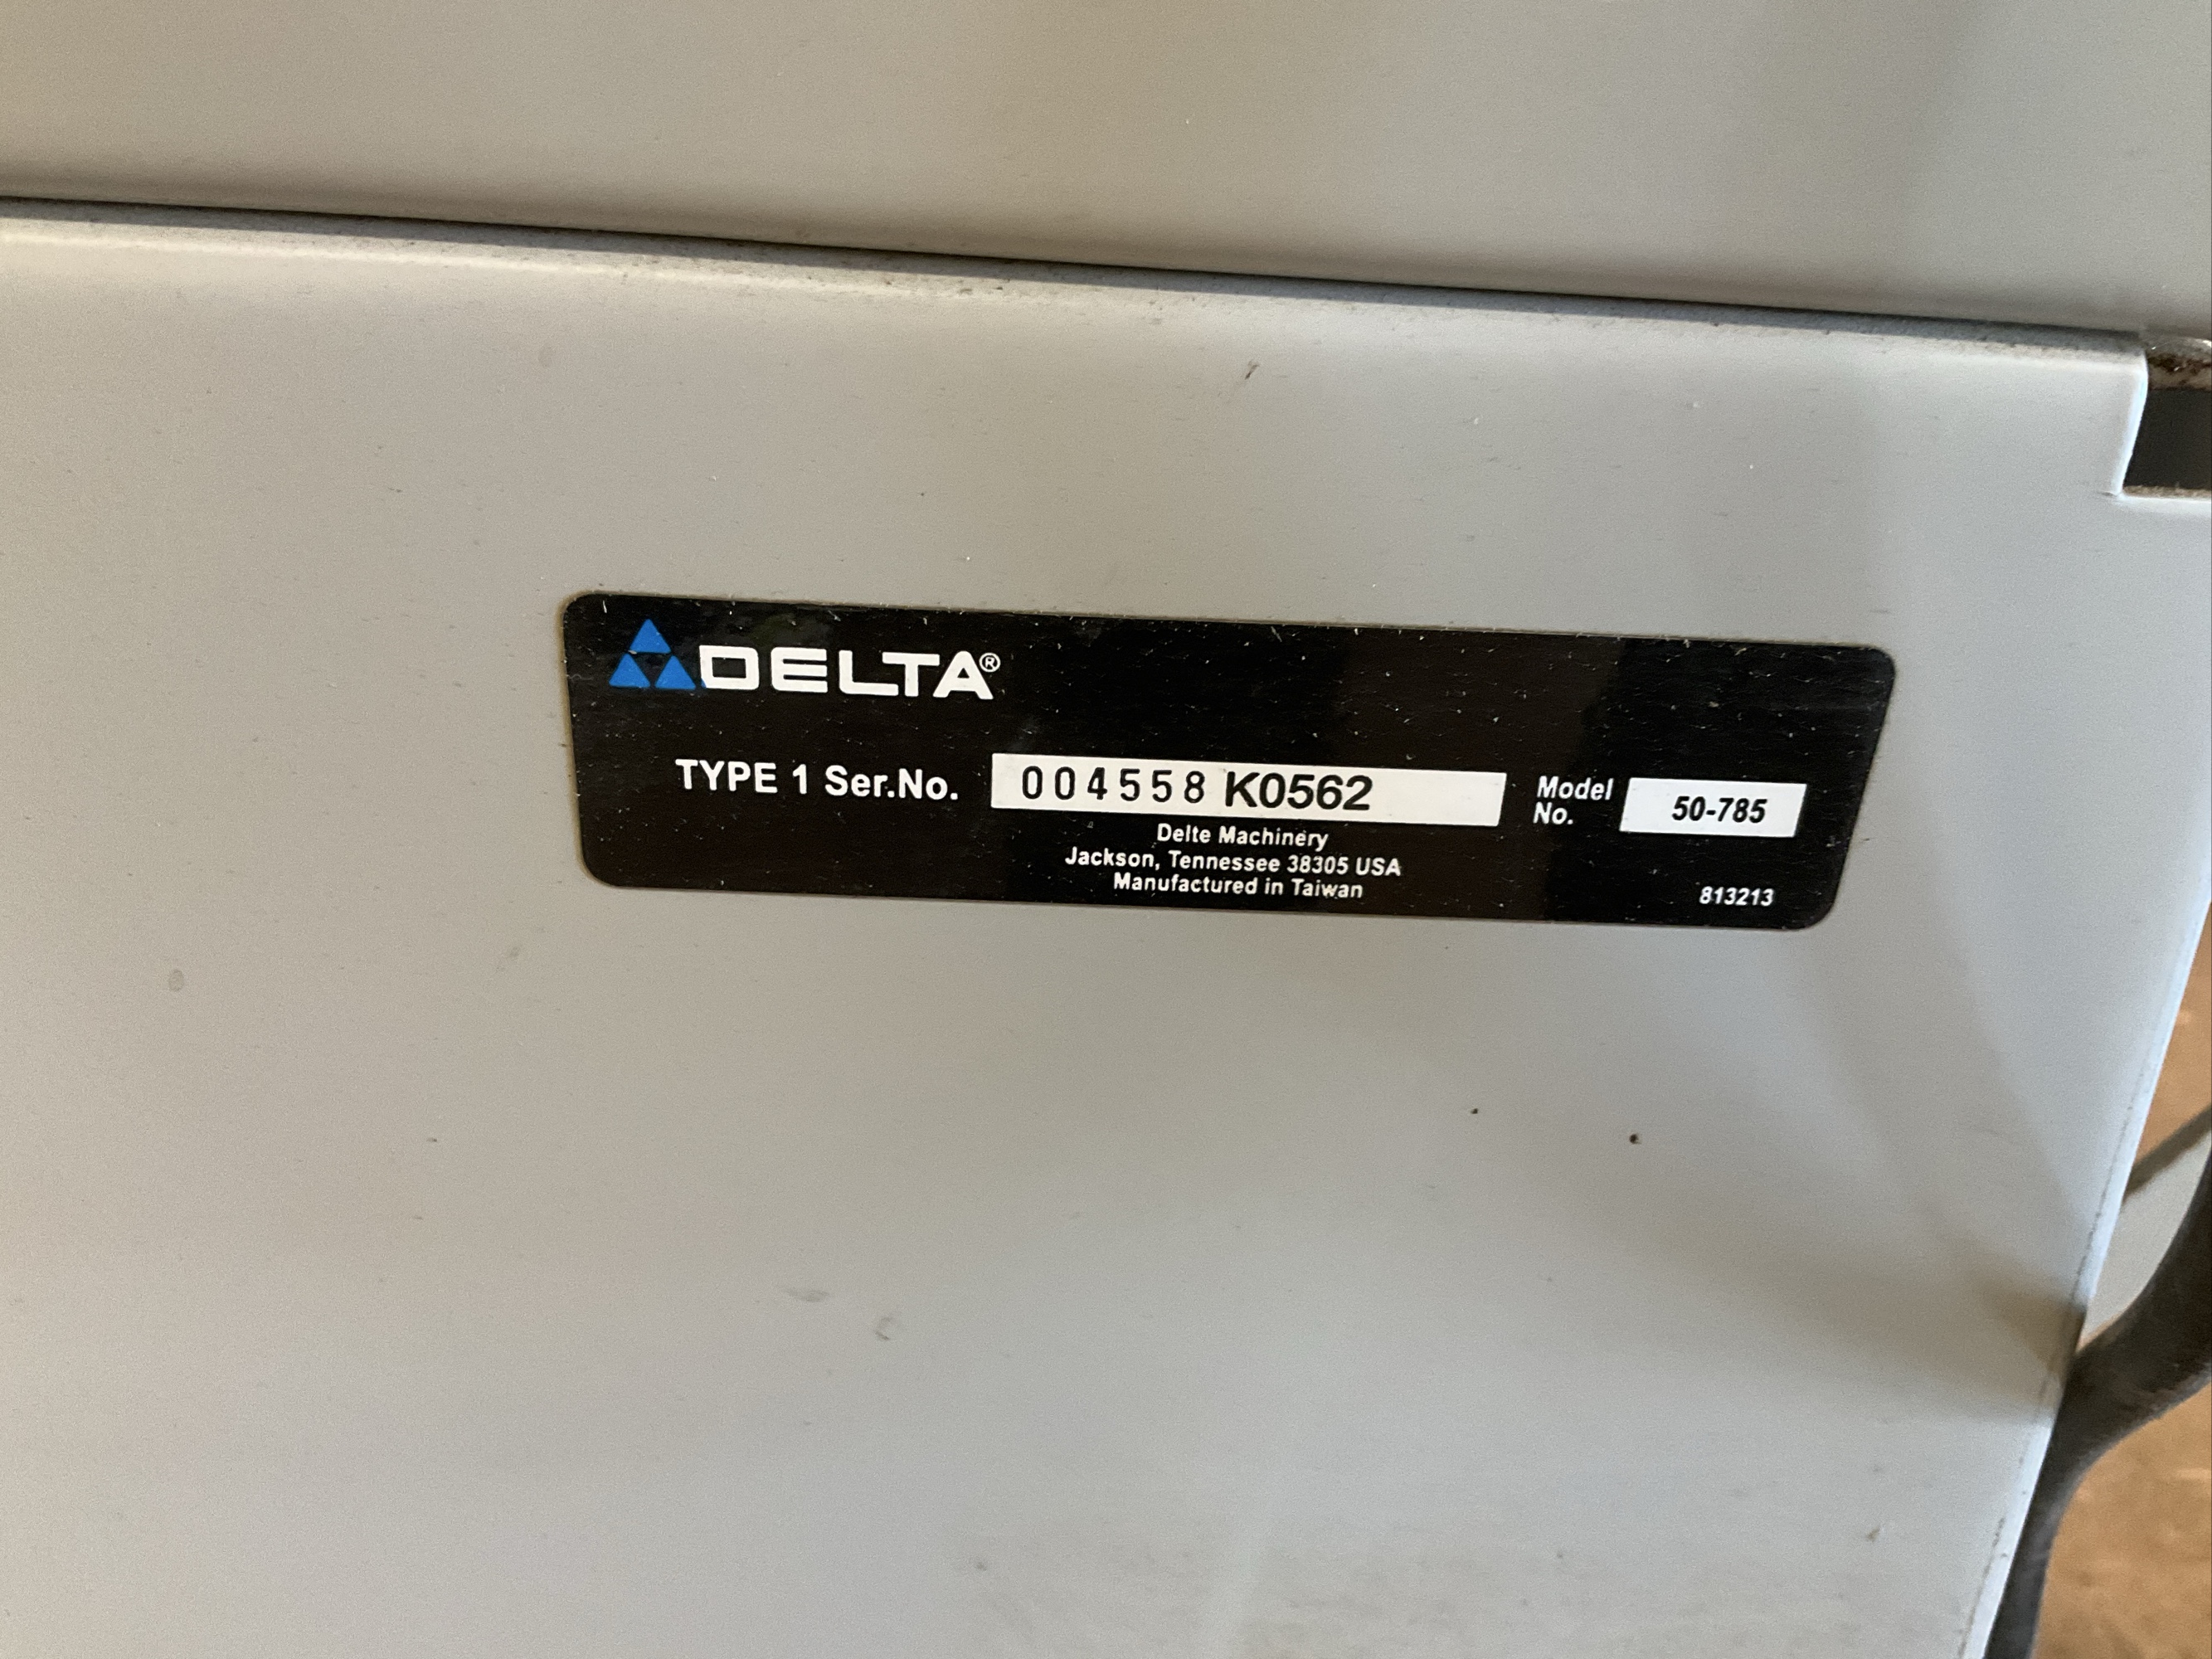 DELTA®
TYPE 1 Ser.No. 004558 K0562 Model No. 50-785
Delte Machinery
Jackson, Tennessee 38305 USA
Manufactured in Taiwan
813213